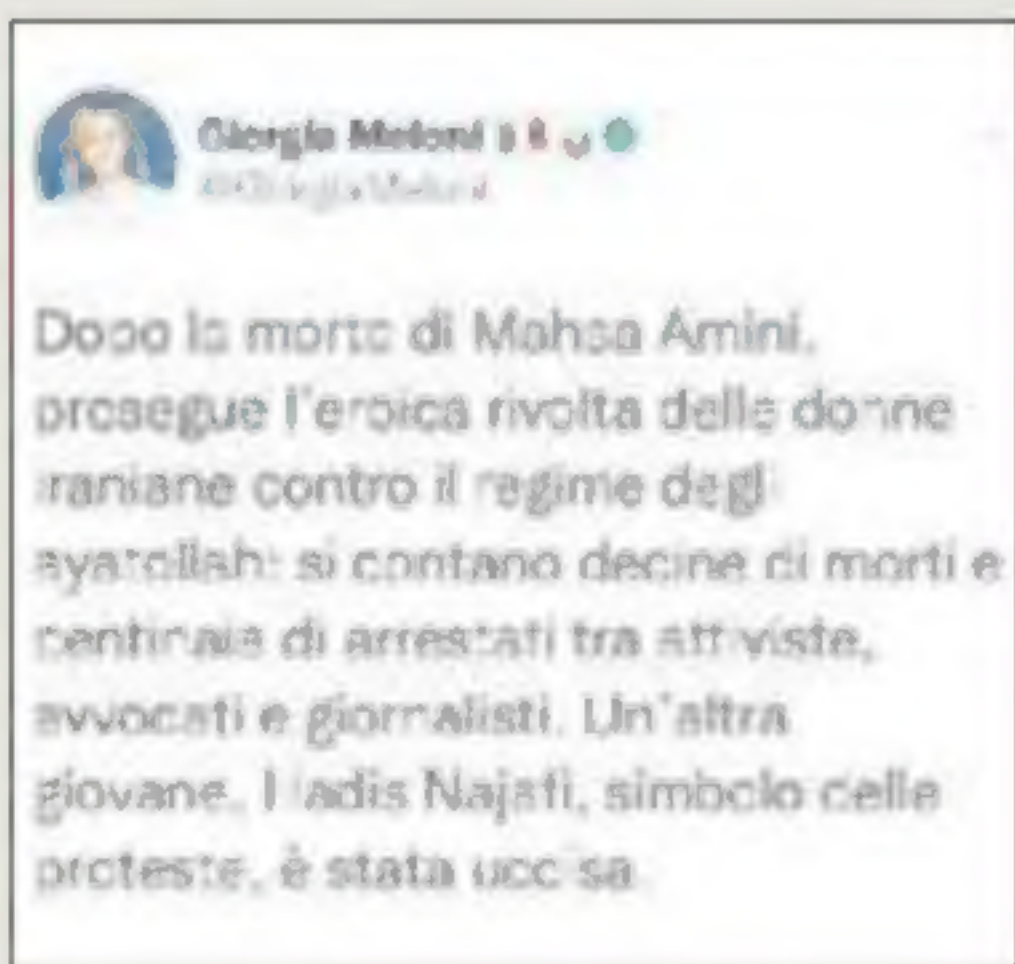 Giorgia Meloni
@GiorgiaMeloni
Dopo la morte di Mahsa Amini,
prosegue l'eroica rivolta delle donne
iraniane contro il regime degli
ayatollah: si contano decine di morti e
centinaia di arrestati tra attiviste,
avvocati e giornalisti. Un'altra
giovane, Hadis Najafi, simbolo delle
proteste, è stata uccisa.